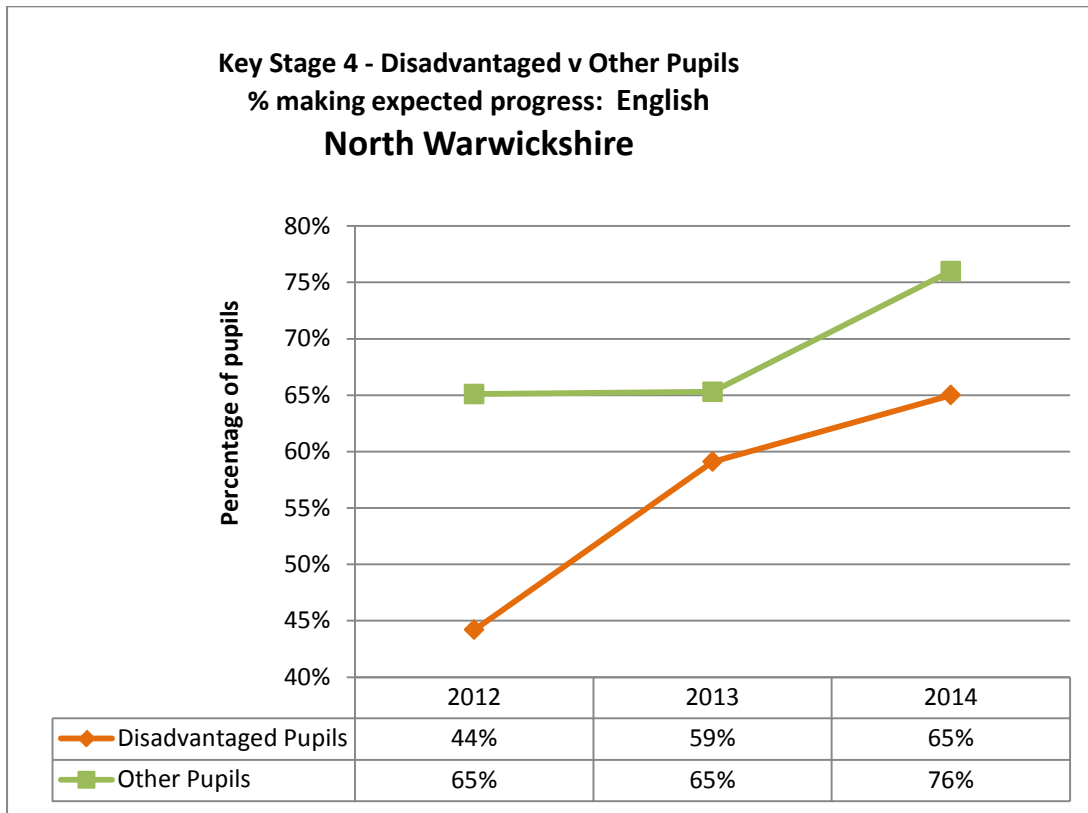 Key Stage 4 - Disadvantaged v Other Pupils
% making expected progress: English
North Warwickshire
80%
75%
70%
65%
60%
55%
50%
45%
40%
Percentage of pupils
2012 2013 2014
Disadvantaged Pupils 44% 59% 65%
Other Pupils 65% 65% 76%